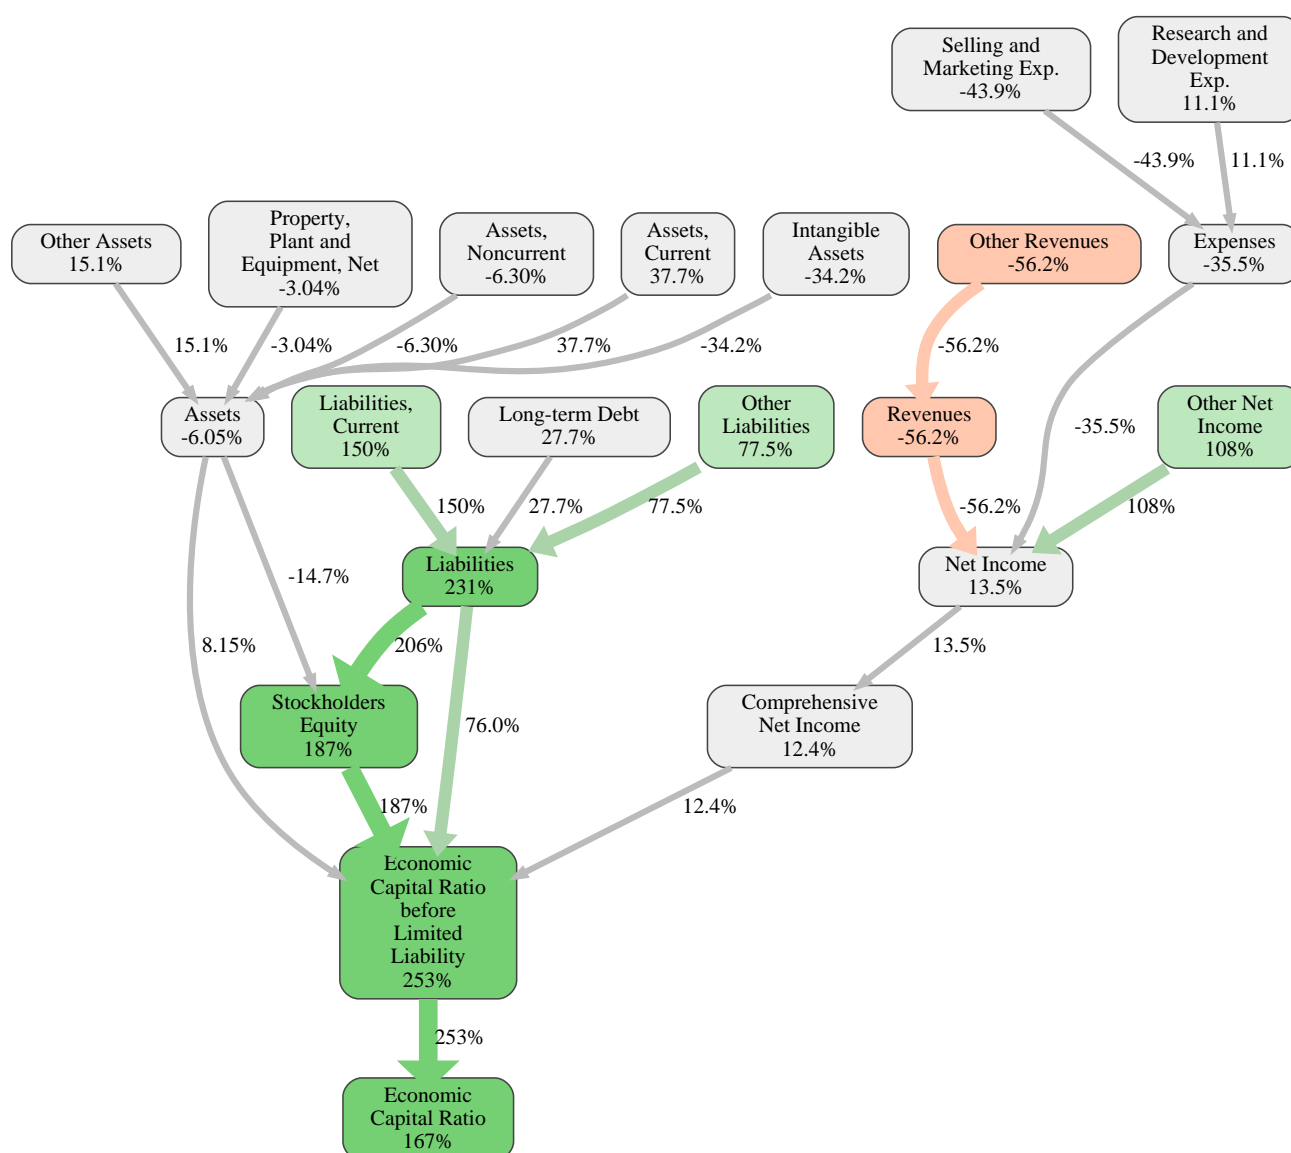 Selling and
Marketing Exp.
-43.9%
Research and
Development
Exp.
11.1%
-43.9%
11.1%
Other Assets
15.1%
Property,
Plant and
Equipment, Net
-3.04%
Assets,
Noncurrent
-6.30%
Assets,
Current
37.7%
Intangible
Assets
-34.2%
Other Revenues
-56.2%
Expenses
-35.5%
15.1%
-3.04%
-6.30%
37.7%
-34.2%
-56.2%
Assets
-6.05%
Liabilities,
Current
150%
Long-term Debt
27.7%
Other
Liabilities
77.5%
Revenues
-56.2%
-35.5%
Other Net
Income
108%
150%
27.7%
77.5%
-56.2%
108%
Liabilities
231%
Net Income
13.5%
-14.7%
8.15%
206%
13.5%
Stockholders
Equity
187%
76.0%
Comprehensive
Net Income
12.4%
187%
12.4%
Economic
Capital Ratio
before
Limited
Liability
253%
253%
Economic
Capital Ratio
167%